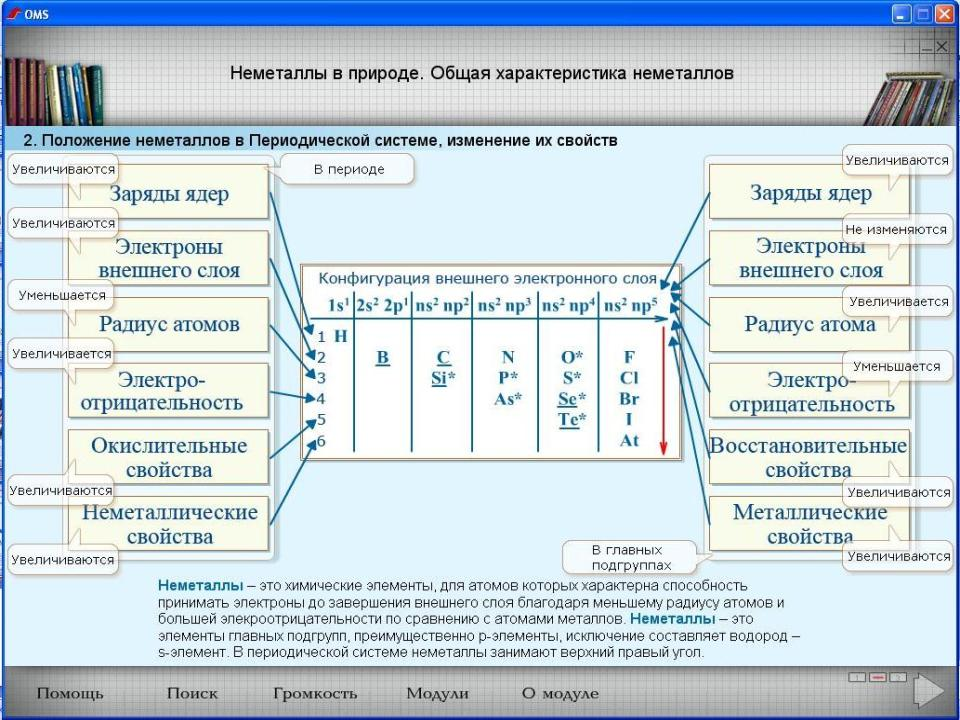 OMS
Неметаллы в природе. Общая характеристика неметаллов
2. Положение неметаллов в Периодической системе, изменение их свойств
В периоде
Увеличиваются
Заряды ядер
Увеличиваются
Электроны
внешнего слоя
Уменьшается
Радиус атомов
Увеличивается
Электро-
отрицательность
Окислительные
свойства
Увеличиваются
Неметаллические
свойства
Увеличиваются
Конфигурация внешнего электронного слоя
1s¹ 2s² 2p¹ ns² np² ns² np³ ns² np⁴ ns² np⁵
1 H
2 B C N O* F
3 Si* P* S* Cl
4 As* Se* Br
5 Te* I
6 At
Увеличиваются
Заряды ядер
Не изменяются
Электроны
внешнего слоя
Увеличивается
Радиус атома
Уменьшается
Электро-
отрицательность
Восстановительные
свойства
Увеличиваются
Металлические
свойства
Увеличиваются
В главных
подгруппах
Неметаллы – это химические элементы, для атомов которых характерна способность
принимать электроны до завершения внешнего слоя благодаря меньшему радиусу атомов и
большей элекроотрицательности по сравнению с атомами металлов. Неметаллы – это
элементы главных подгрупп, преимущественно р-элементы, исключение составляет водород –
s-элемент. В периодической системе неметаллы занимают верхний правый угол.
Помощь Поиск Громкость Модули О модуле